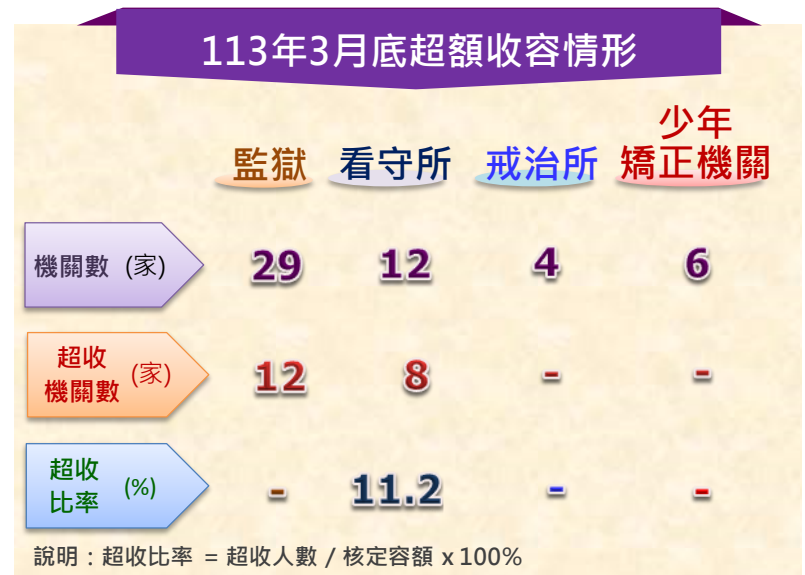 113年3月底超額收容情形
監獄 看守所 戒治所 少年
矯正機關
機關數 (家) 29 12 4 6
超收
機關數 (家) 12 8 - -
超收
比率 (%) - 11.2 - -
說明：超收比率 = 超收人數 / 核定容額 x 100%